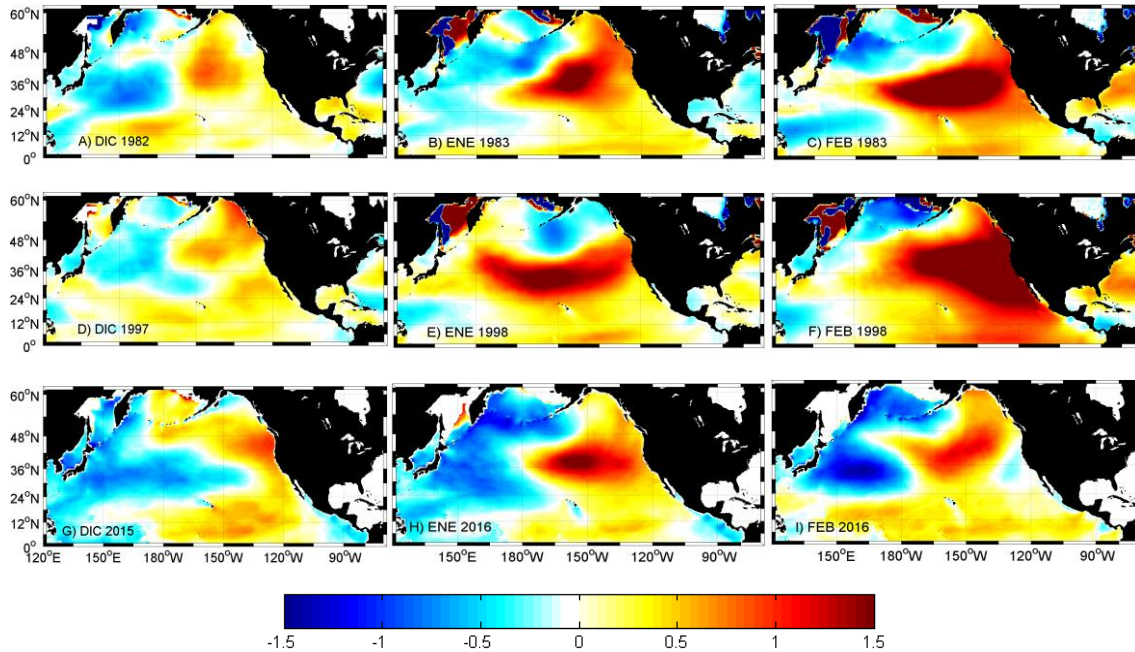 60°N
48°N
36°N
24°N
12°N
0°
A) DIC 1982
B) ENE 1983
C) FEB 1983
60°N
48°N
36°N
24°N
12°N
0°
D) DIC 1997
E) ENE 1998
F) FEB 1998
60°N
48°N
36°N
24°N
12°N
0°
G) DIC 2015
H) ENE 2016
I) FEB 2016
120°E 150°E 180°W 150°W 120°W 90°W
150°E 180°W 150°W 120°W 90°W
150°E 180°W 150°W 120°W 90°W
-1.5 -1 -0.5 0 0.5 1 1.5